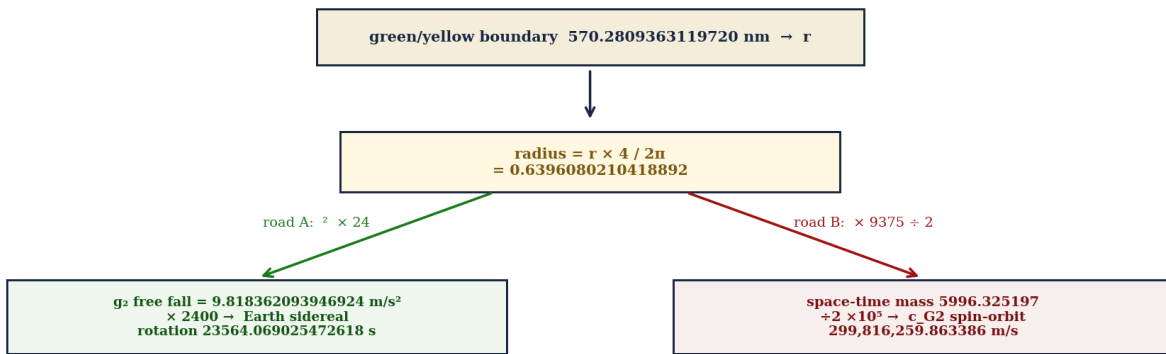 green/yellow boundary  570.2809363119720 nm  →  r
radius = r × 4 / 2π
= 0.6396080210418892
road A:  ²  × 24
road B:  × 9375 ÷ 2
g₂ free fall = 9.818362093946924 m/s²
× 2400 →  Earth sidereal
rotation 23564.069025472618 s
space-time mass 5996.325197
÷2 ×10⁵ →  c_G2 spin-orbit
299,816,259.863386 m/s